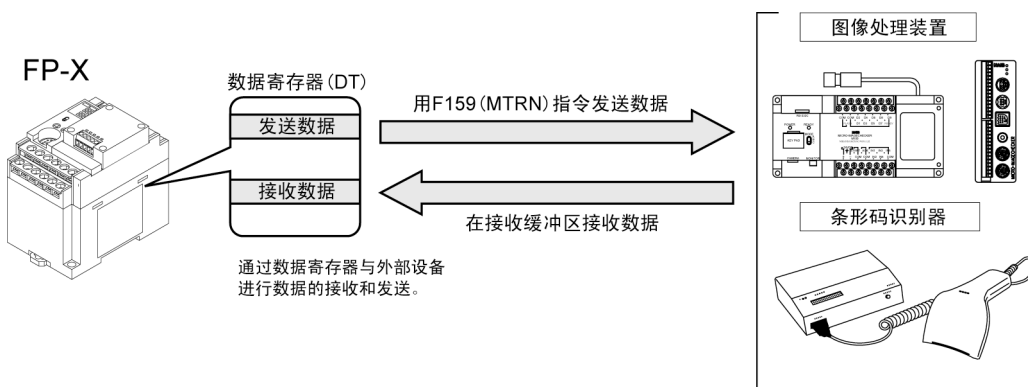 FP-X
数据寄存器(DT)
发送数据
接收数据
通过数据寄存器与外部设备
进行数据的接收和发送。
用F159(MTRN)指令发送数据
在接收缓冲区接收数据
图像处理装置
条形码识别器